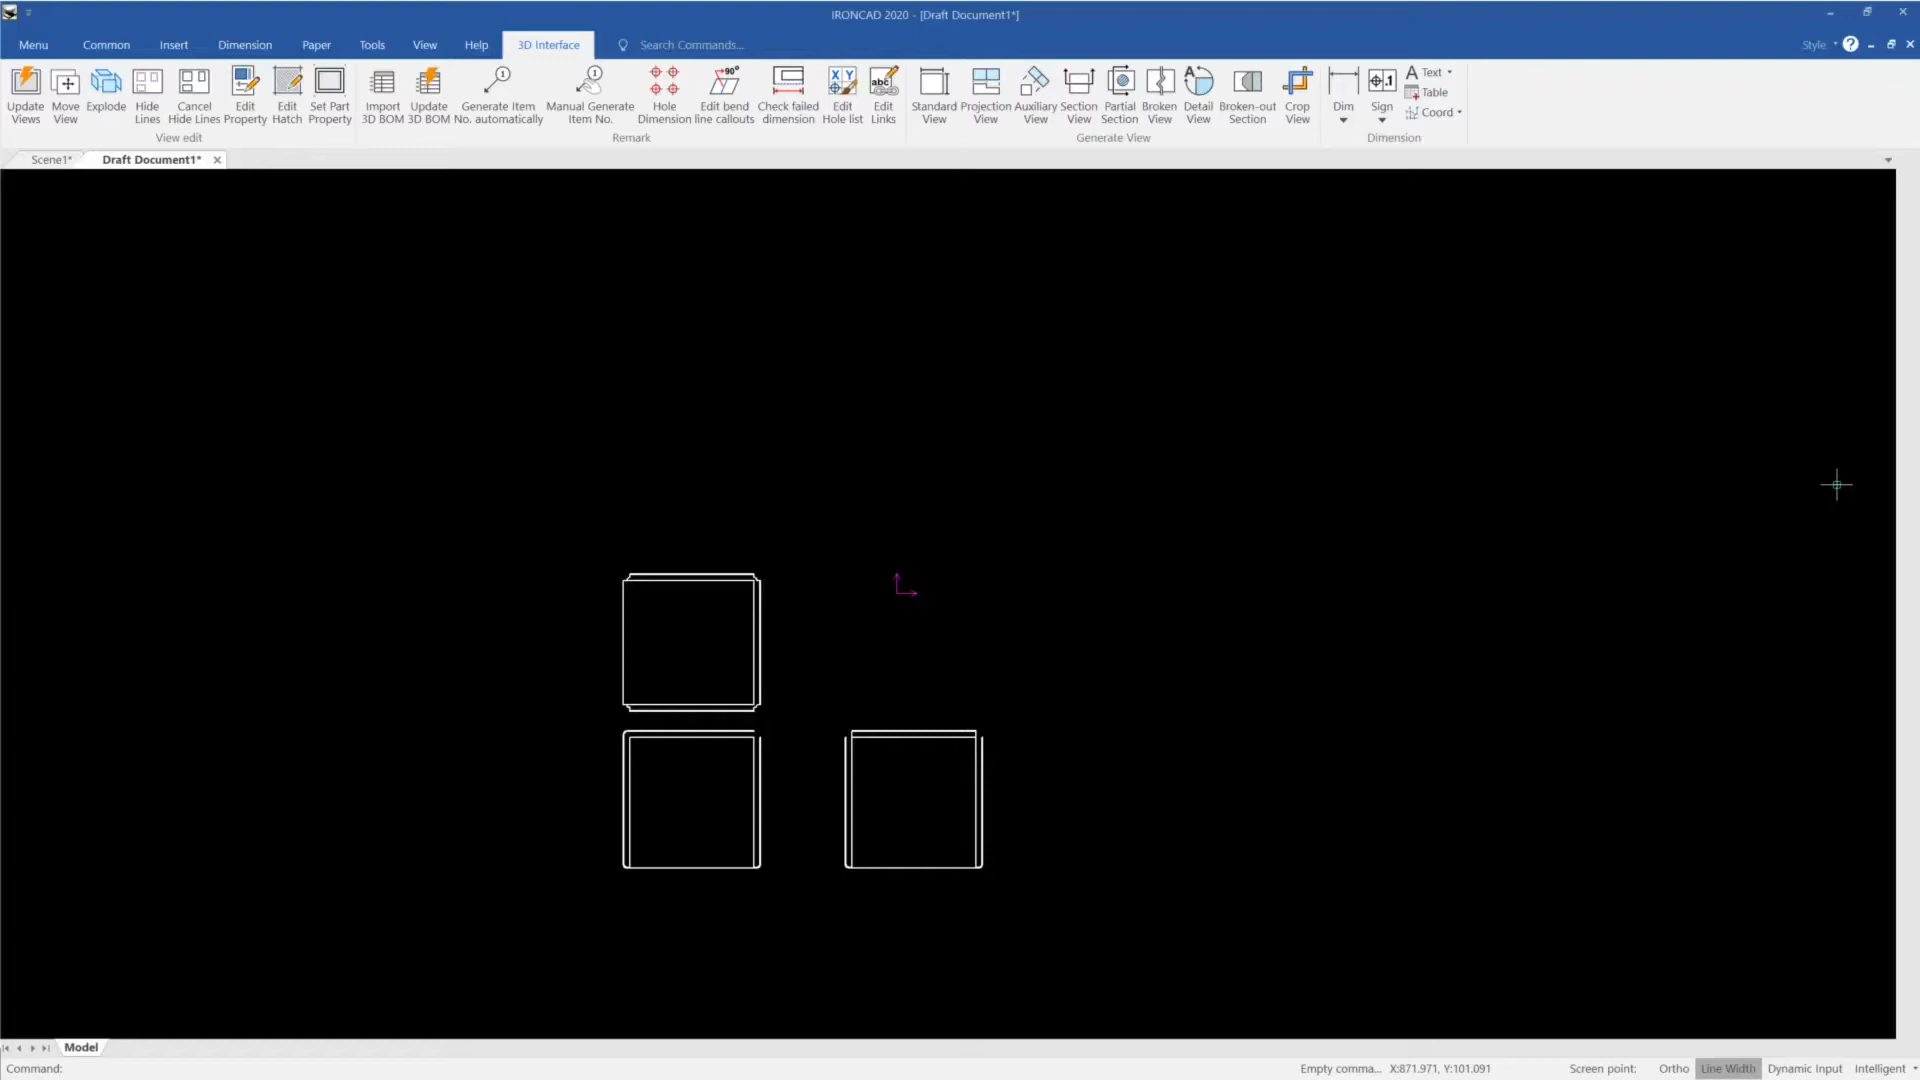 IRONCAD 2020 - [Draft Document1*]
Menu Common Insert Dimension Paper Tools View Help 3D Interface Search Commands... Style
Update Views
Move View
Explode
Hide Lines
Cancel Hide Lines
Edit Property
Edit Hatch
Set Part Property
View edit
Import 3D BOM
Update 3D BOM
Generate Item No. automatically
1
Manual Generate Item No.
1
Hole Dimension
Edit bend line callouts
90°
Check failed dimension
Edit Hole list
X Y
Edit Links
abc
Remark
Standard View
Projection View
Auxiliary View
Section View
Partial Section
Broken View
Detail View
A
Broken-out Section
Crop View
Generate View
Dim
Sign
.1
A Text
Table
Coord
Dimension
Scene1* Draft Document1*
Model
Command: Empty comma... X:871.971, Y:101.091 Screen point: Ortho Line Width Dynamic Input Intelligent